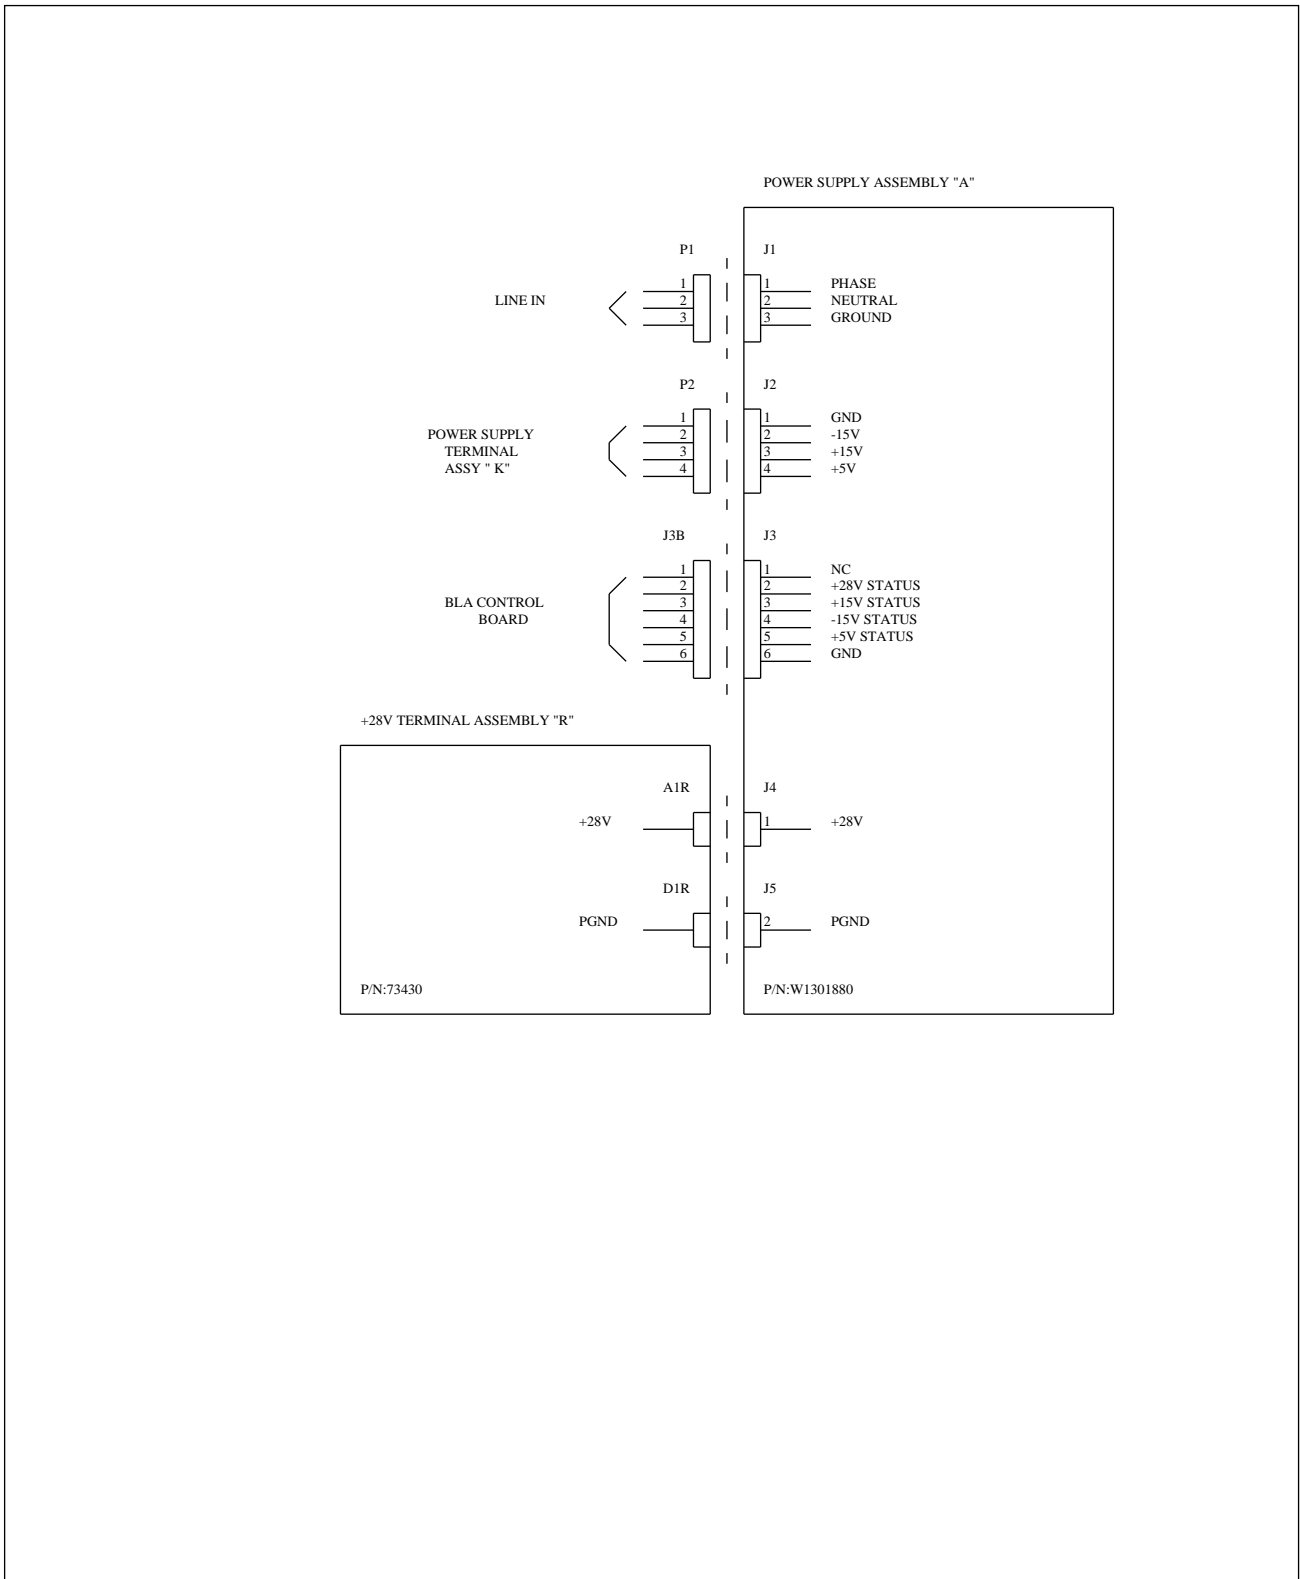 POWER SUPPLY ASSEMBLY "A"
P1 J1
1 1 PHASE
LINE IN 2 2 NEUTRAL
3 3 GROUND
P2 J2
1 1 GND
POWER SUPPLY 2 2 -15V
TERMINAL 3 3 +15V
ASSY " K" 4 4 +5V
J3B J3
1 1 NC
2 2 +28V STATUS
BLA CONTROL 3 3 +15V STATUS
BOARD 4 4 -15V STATUS
5 5 +5V STATUS
6 6 GND
+28V TERMINAL ASSEMBLY "R"
A1R J4
+28V 1 +28V
D1R J5
PGND 2 PGND
P/N:73430 P/N:W1301880